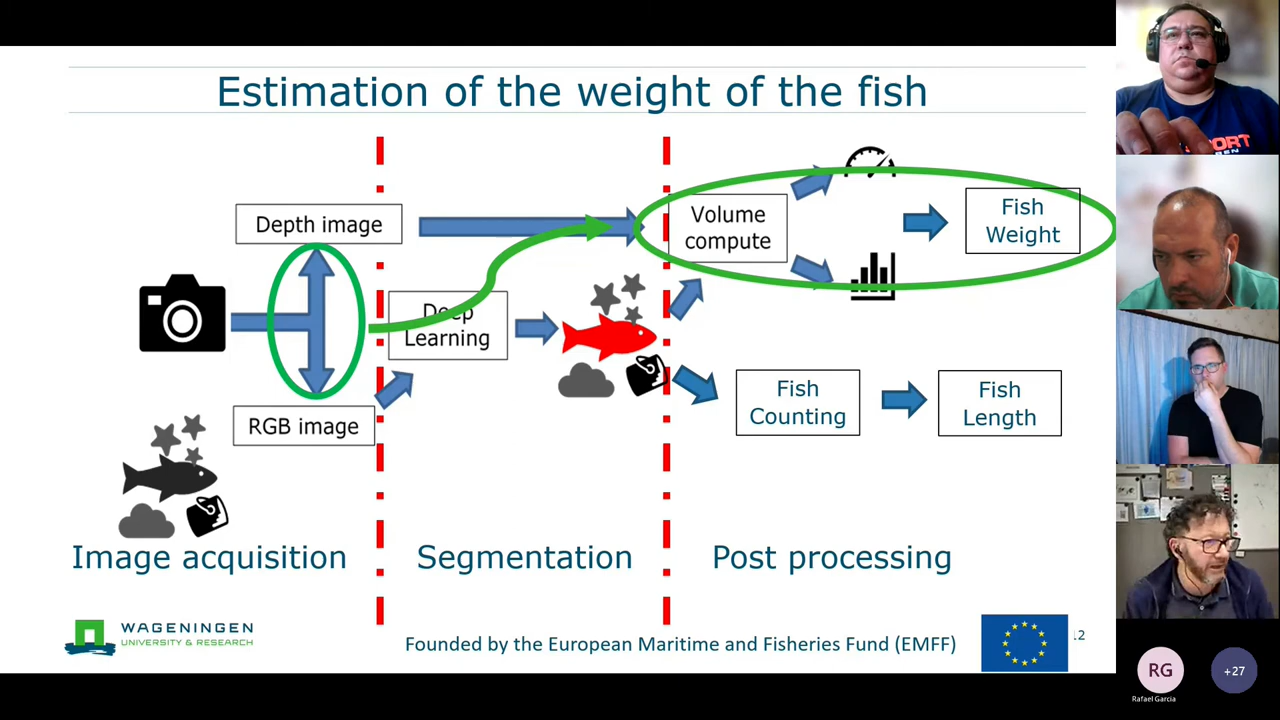 Estimation of the weight of the fish
Depth image
Volume
compute
Fish
Weight
Deep
Learning
RGB image
Fish
Counting
Fish
Length
Image acquisition
Segmentation
Post processing
WAGENINGEN
UNIVERSITY & RESEARCH
Founded by the European Maritime and Fisheries Fund (EMFF)
12
RG
+27
Rafael Garcia